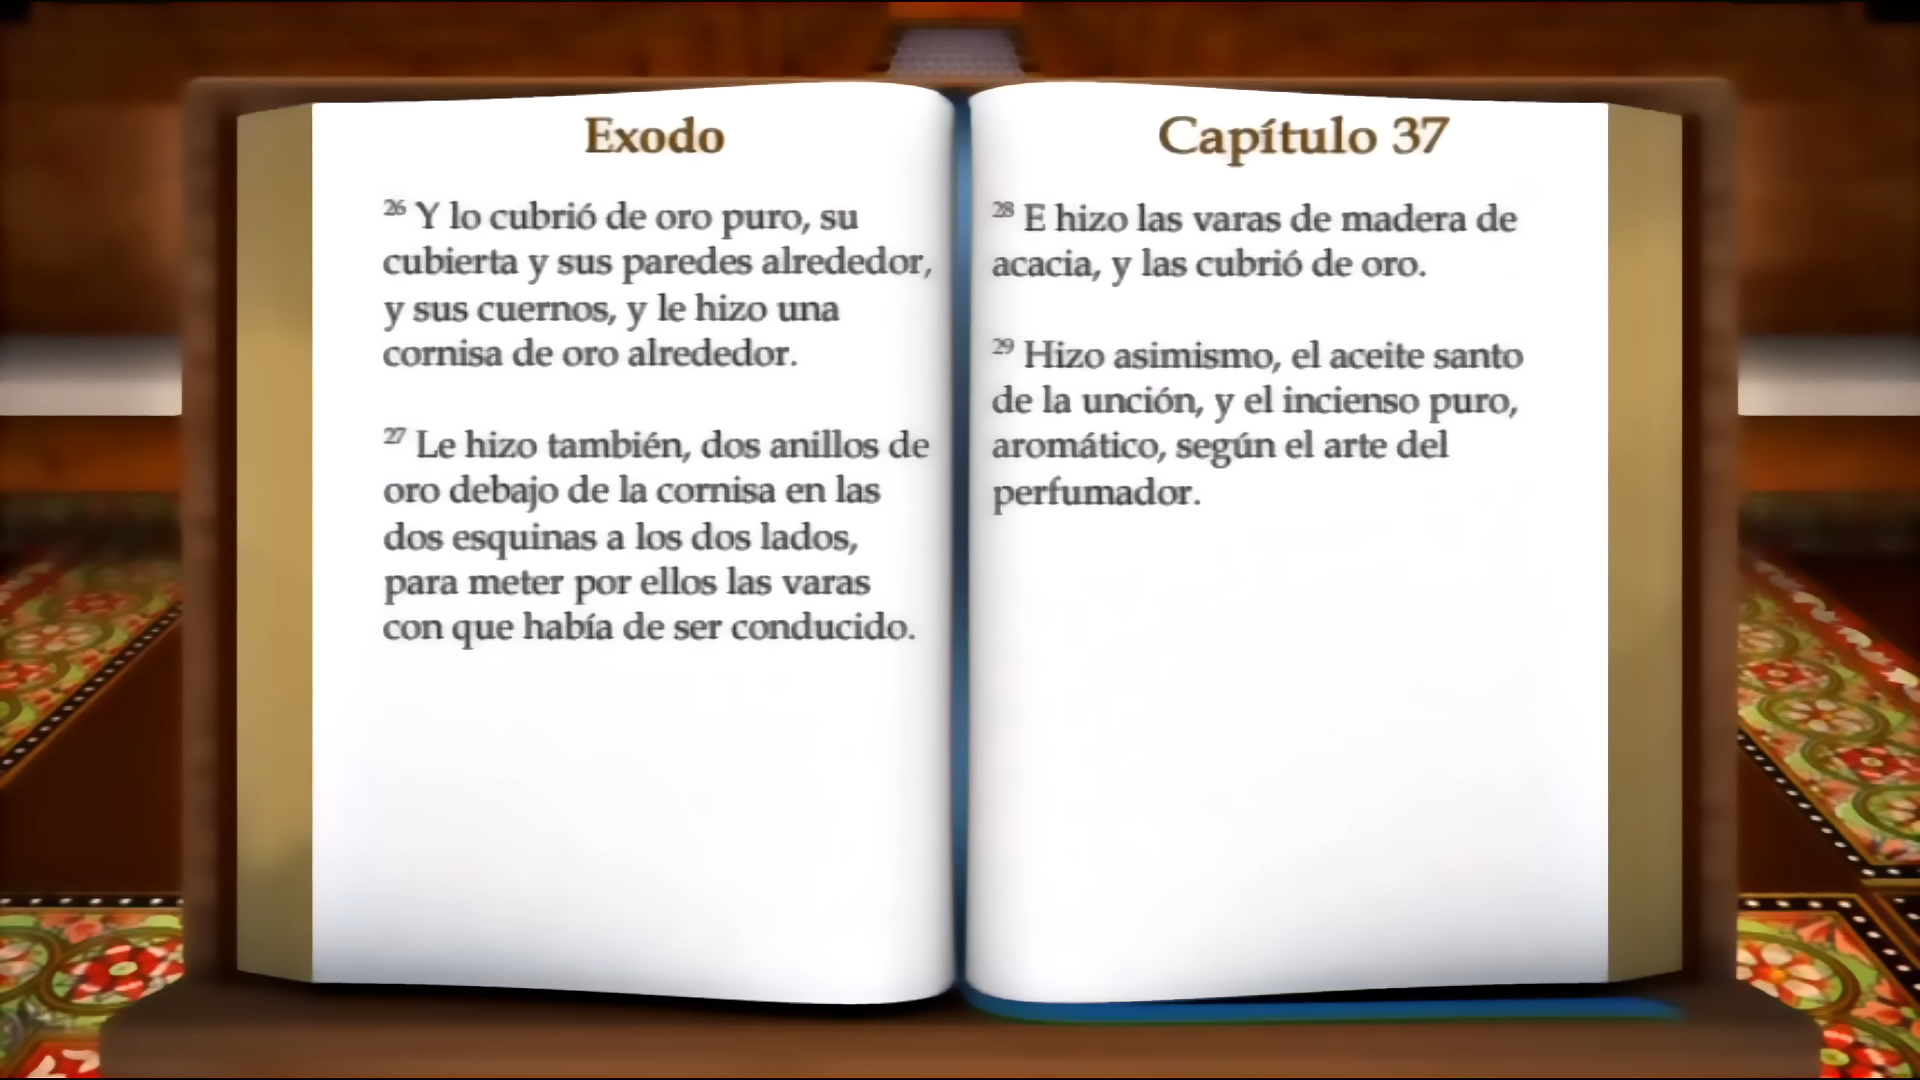 Exodo
26 Y lo cubrió de oro puro, su
cubierta y sus paredes alrededor,
y sus cuernos, y le hizo una
cornisa de oro alrededor.
27 Le hizo también, dos anillos de
oro debajo de la cornisa en las
dos esquinas a los dos lados,
para meter por ellos las varas
con que había de ser conducido.
Capítulo 37
28 E hizo las varas de madera de
acacia, y las cubrió de oro.
29 Hizo asimismo, el aceite santo
de la unción, y el incienso puro,
aromático, según el arte del
perfumador.